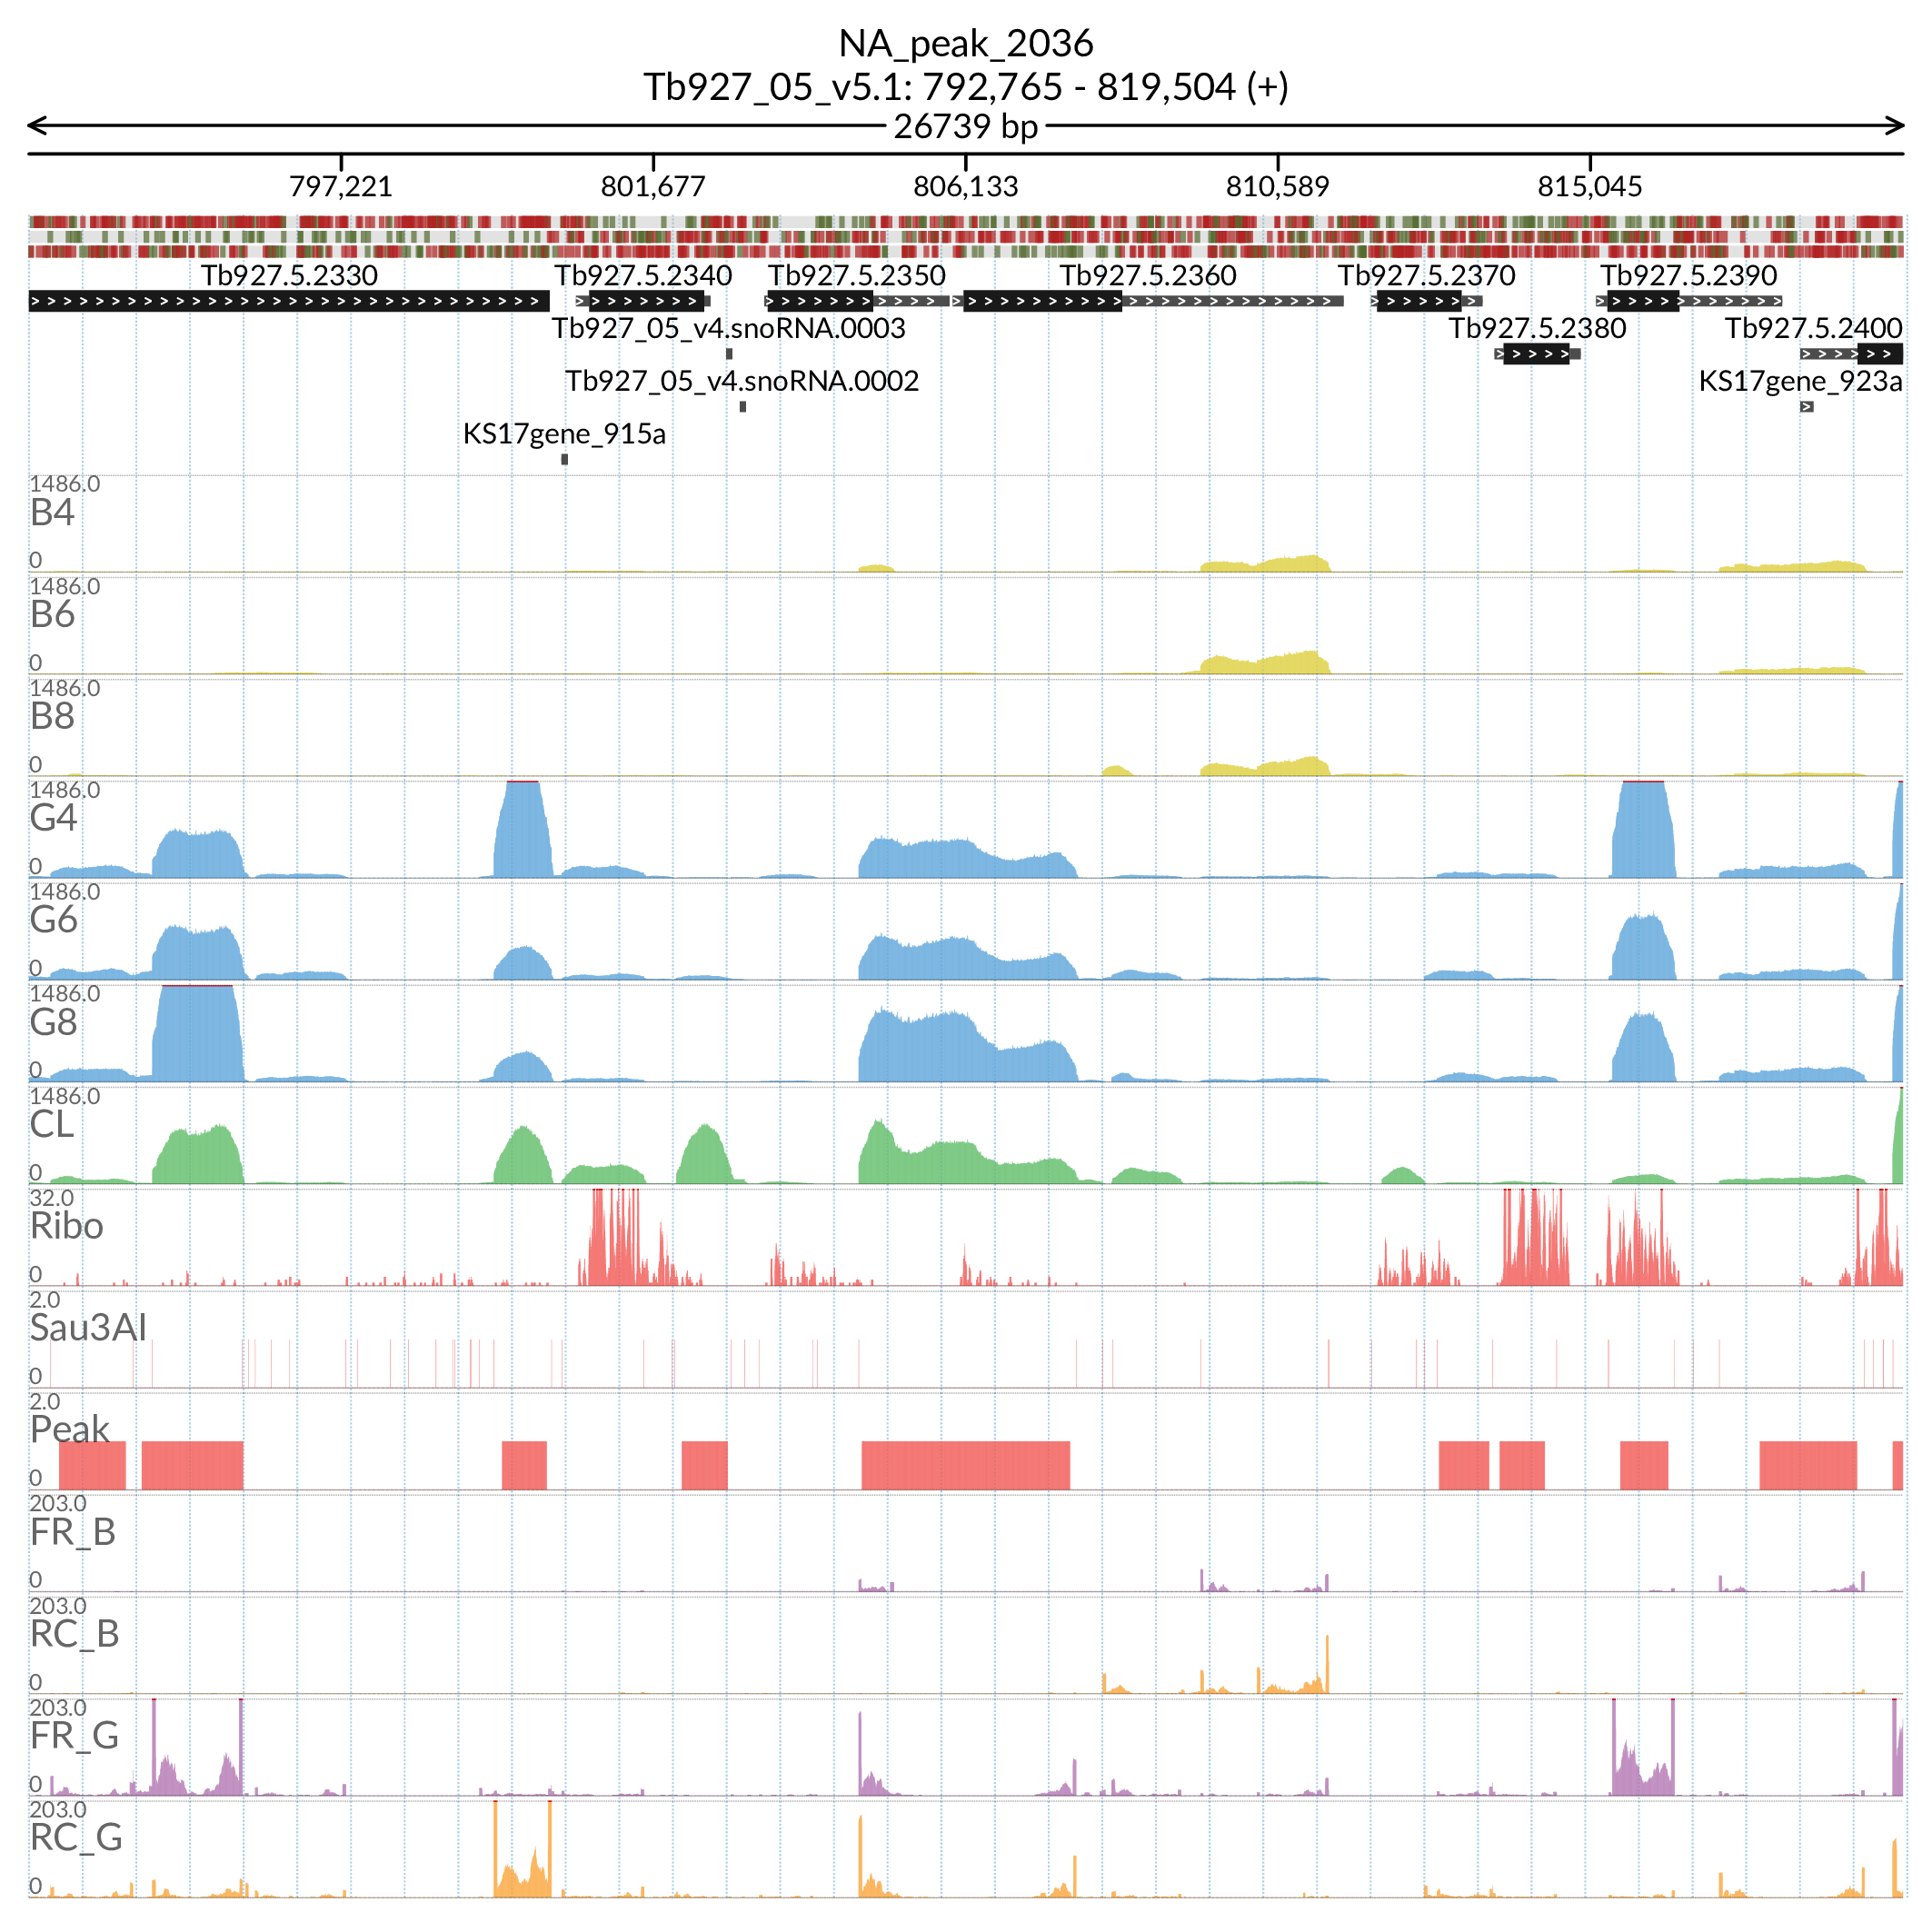 NA_peak_2036
Tb927_05_v5.1: 792,765 - 819,504 (+)
26739 bp
797,221 801,677 806,133 810,589 815,045
Tb927.5.2330 Tb927.5.2340 Tb927.5.2350 Tb927.5.2360 Tb927.5.2370 Tb927.5.2390
Tb927_05_v4.snoRNA.0003 Tb927.5.2380 Tb927.5.2400
Tb927_05_v4.snoRNA.0002 KS17gene_923a
KS17gene_915a
1486.0
B4
0
1486.0
B6
0
1486.0
B8
0
1486.0
G4
0
1486.0
G6
0
1486.0
G8
0
1486.0
CL
0
32.0
Ribo
0
2.0
Sau3AI
0
2.0
Peak
0
203.0
FR_B
0
203.0
RC_B
0
203.0
FR_G
0
203.0
RC_G
0